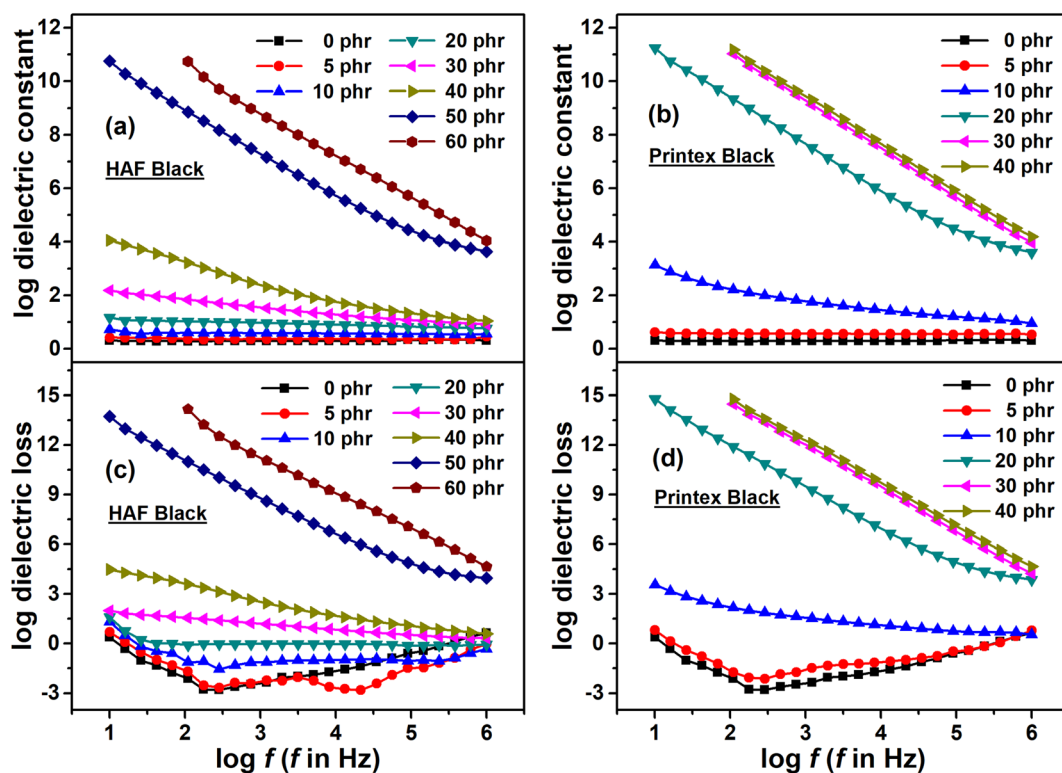 log dielectric constant
12
10
8
6
4
2
0
(a)
HAF Black
0 phr
5 phr
10 phr
20 phr
30 phr
40 phr
50 phr
60 phr
log dielectric constant
12
10
8
6
4
2
0
(b)
Printex Black
0 phr
5 phr
10 phr
20 phr
30 phr
40 phr
log dielectric loss
15
12
9
6
3
0
-3
(c)
HAF Black
0 phr
5 phr
10 phr
20 phr
30 phr
40 phr
50 phr
60 phr
1 2 3 4 5 6
log f (f in Hz)
log dielectric loss
15
12
9
6
3
0
-3
(d)
Printex Black
0 phr
5 phr
10 phr
20 phr
30 phr
40 phr
1 2 3 4 5 6
log f (f in Hz)